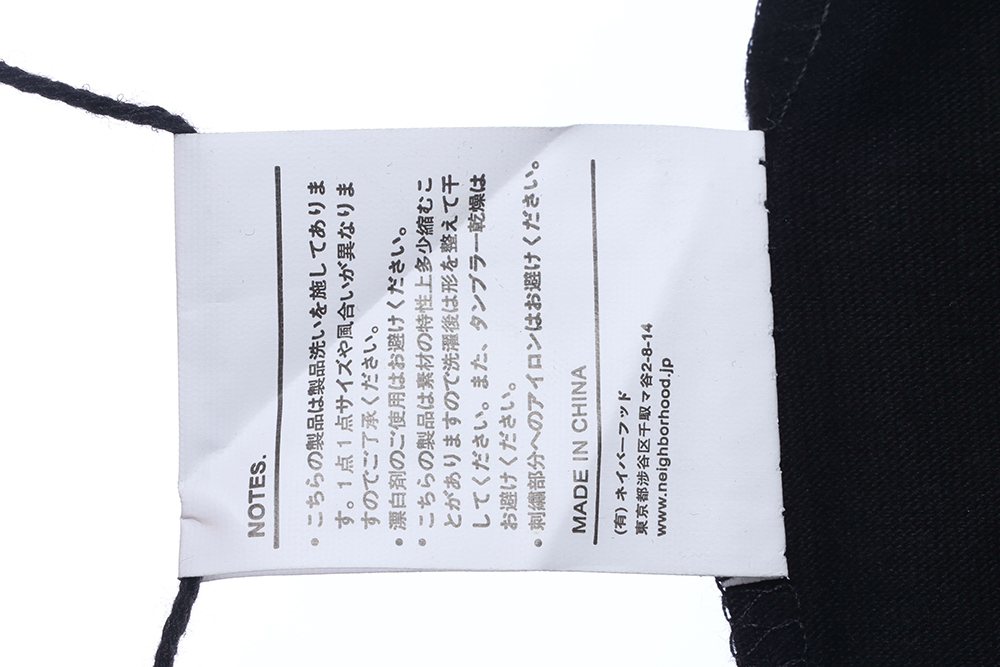 NOTES.
・こちらの製品は製品洗いを施してありま
す。1点1点サイズや風合いが異なりま
すのでご了承ください。
・漂白剤のご使用はお避けください。
・こちらの製品は素材の特性上多少縮むこ
とがありますので洗濯後は形を整えて干
してください。また、タンブラー乾燥は
お避けください。
・刺繍部分へのアイロンはお避けください。
MADE IN CHINA
(有)ネイバーフッド
東京都渋谷区千駄ヶ谷2-8-14
www.neighborhood.jp